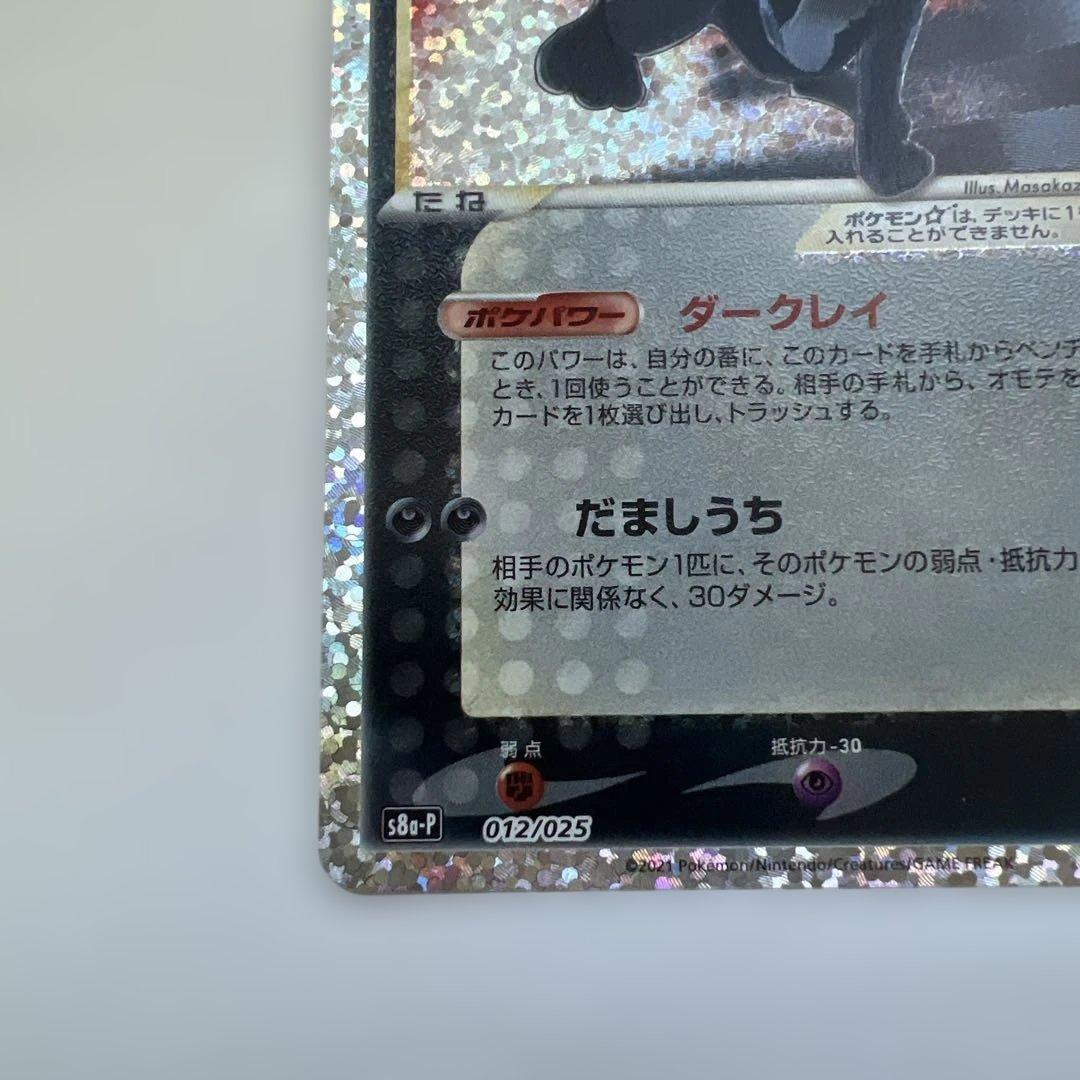 Illus. Masakaz
たね
ポケモン☆は、デッキに1
入れることができません。
ポケパワー ダークレイ
このパワーは、自分の番に、このカードを手札からベンチ
とき、1回使うことができる。相手の手札から、オモテを
カードを1枚選び出し、トラッシュする。
だましうち
相手のポケモン1匹に、そのポケモンの弱点・抵抗力
効果に関係なく、30ダメージ。
弱点 抵抗力-30
s8a-P 012/025
©2021 Pokémon/Nintendo/Creatures/GAME FREAK